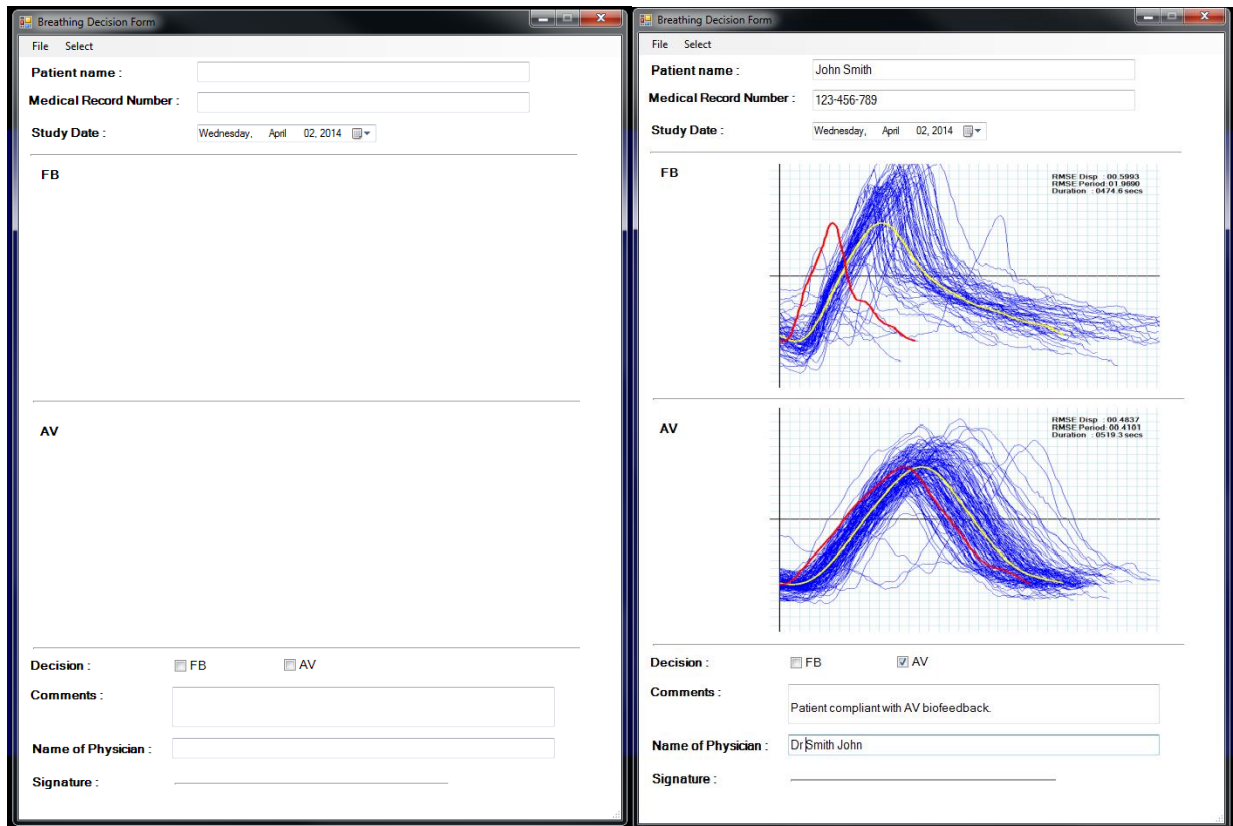 Breathing Decision Form
File Select
Patient name :
Medical Record Number :
Study Date : Wednesday, April 02, 2014
FB
AV
Decision : FB AV
Comments :
Name of Physician :
Signature :
Breathing Decision Form
File Select
Patient name : John Smith
Medical Record Number : 123-456-789
Study Date : Wednesday, April 02, 2014
FB
RMSE Disp : 00.5993
RMSE Period: 01.9690
Duration : 0474.6 secs
AV
RMSE Disp : 00.4837
RMSE Period: 00.4101
Duration : 0519.3 secs
Decision : FB AV
Comments :
Patient compliant with AV biofeedback.
Name of Physician : Dr Smith John
Signature :